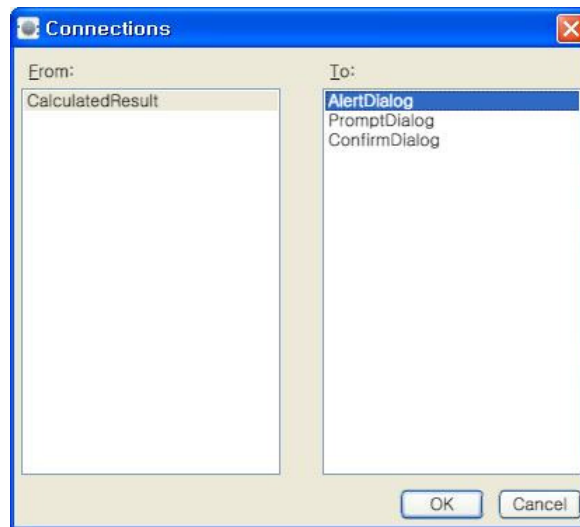 Connections
From:
To:
CalculatedResult
AlertDialog
PromptDialog
ConfirmDialog
OK
Cancel